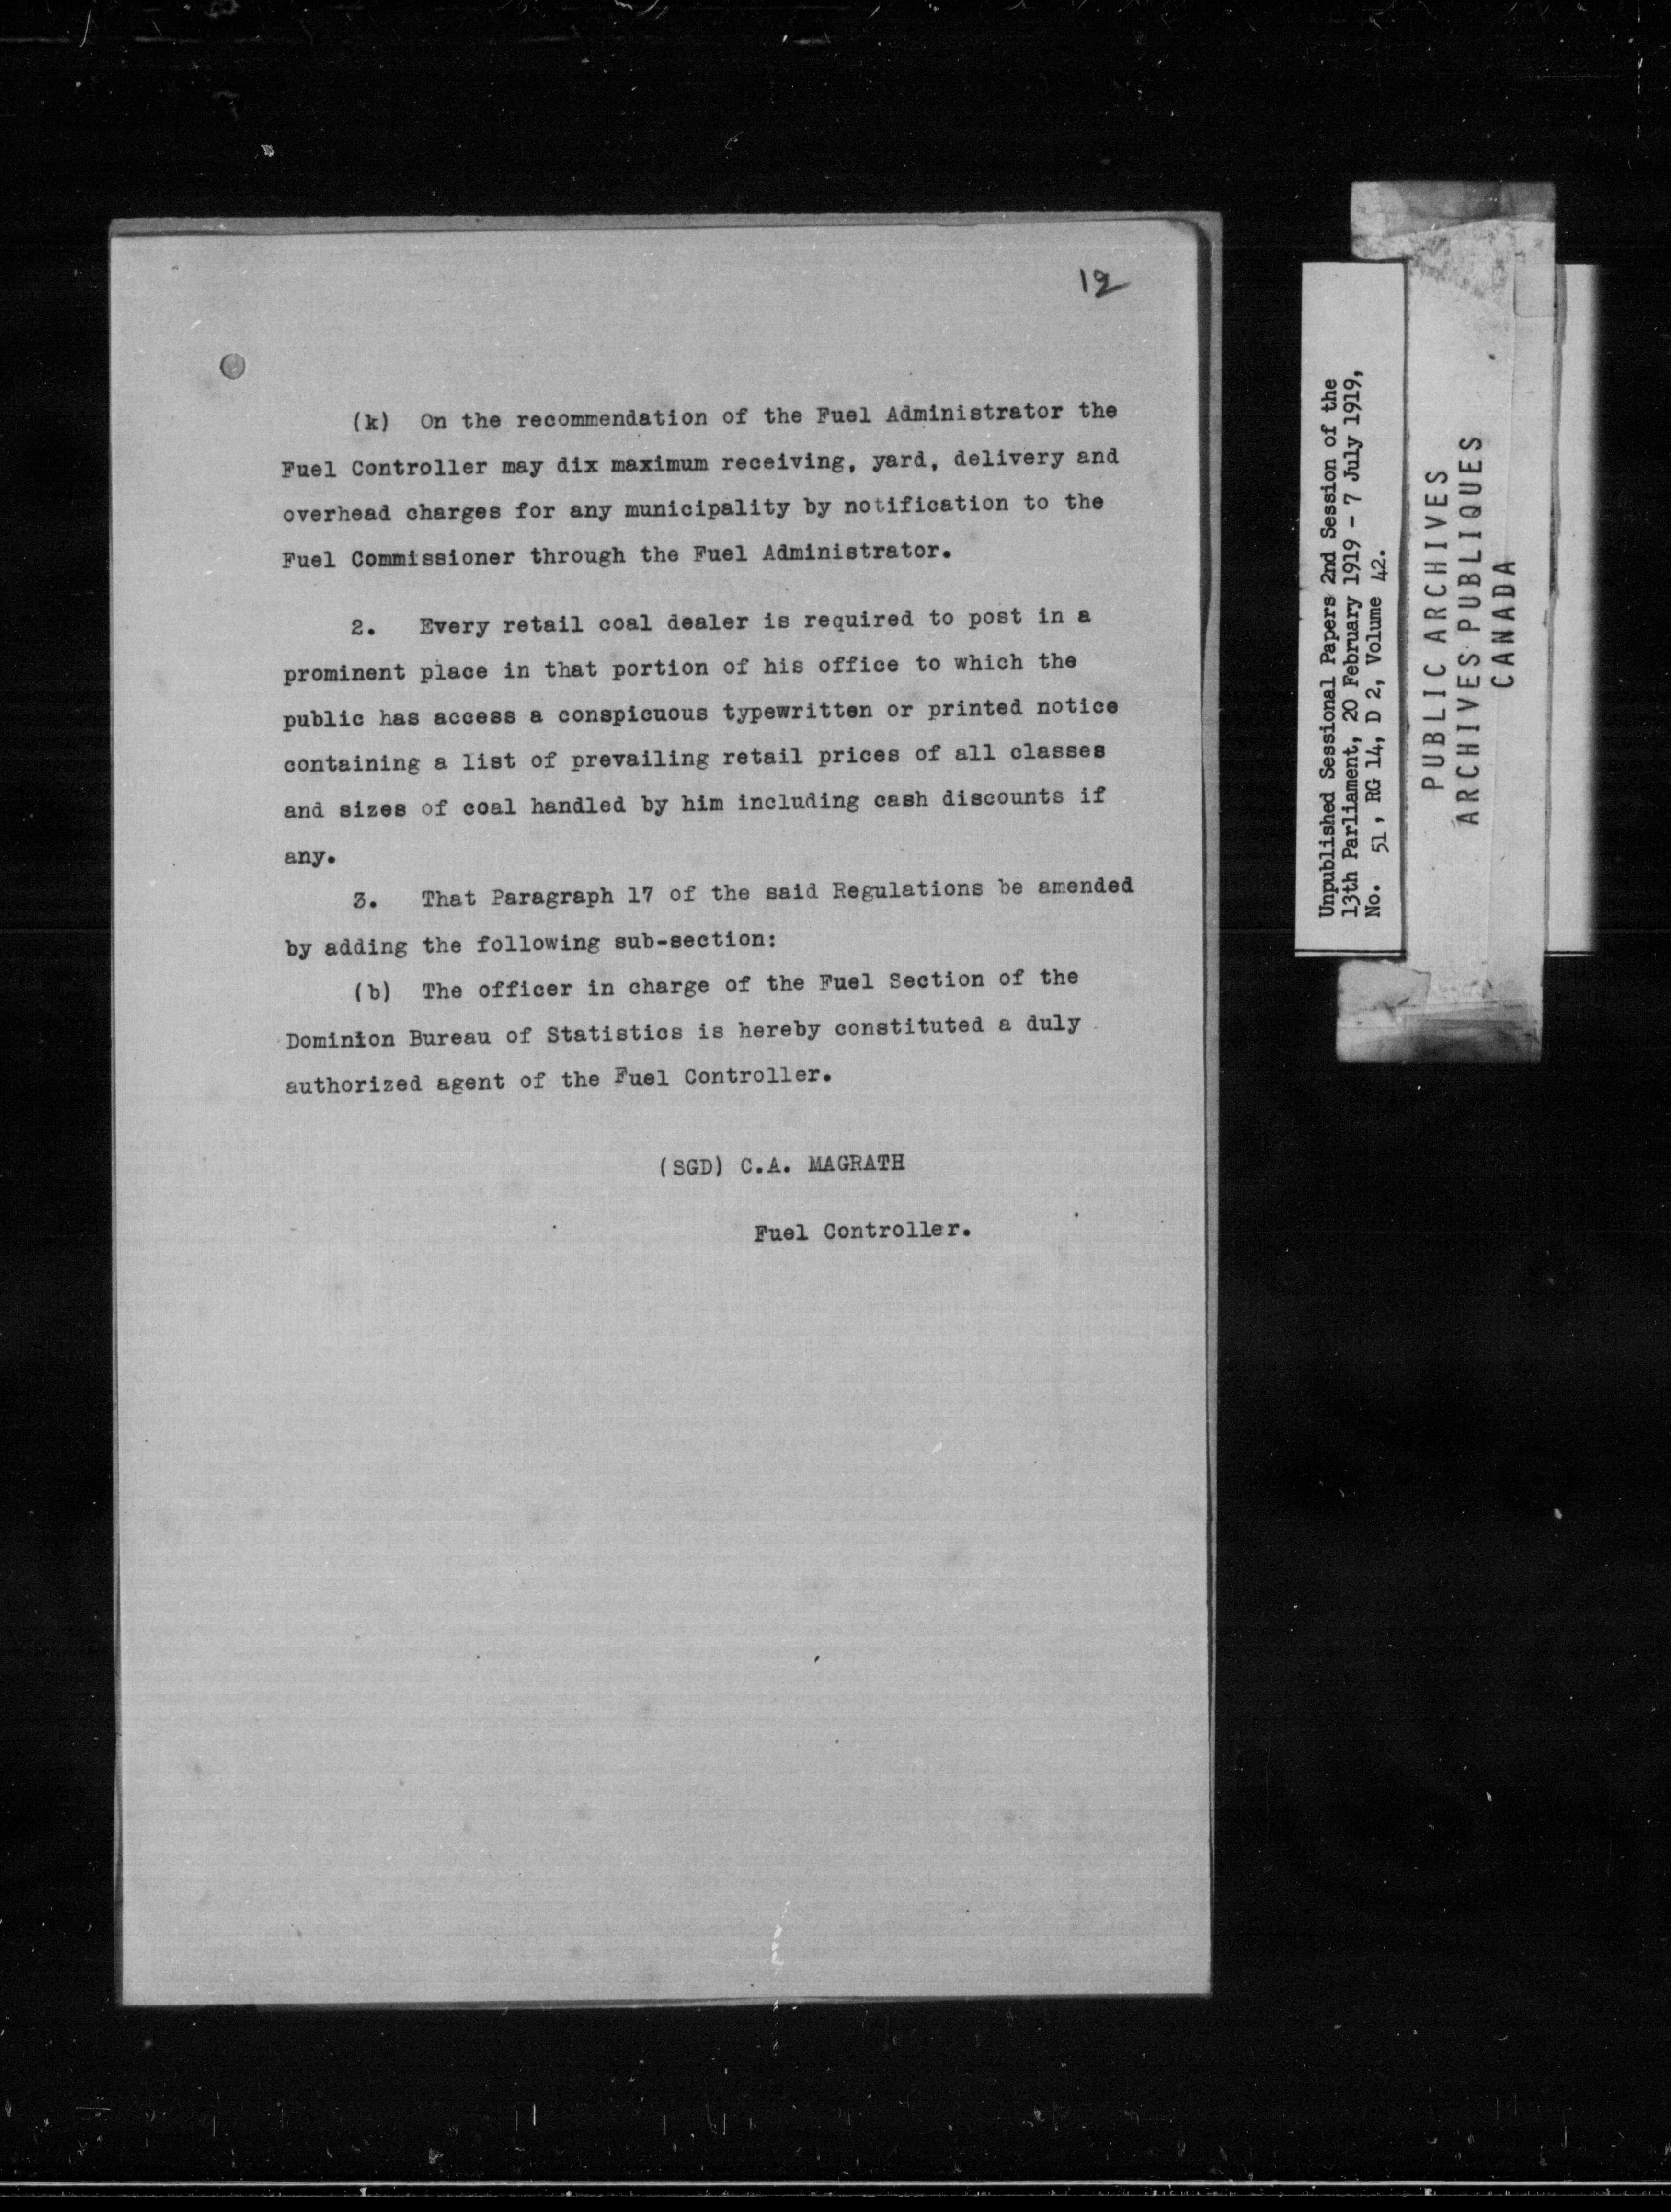 12
(k) On the recommendation of the Fuel Administrator the
Fuel Controller may dix maximum receiving, yard, delivery and
overhead charges for any municipality by notification to the
Fuel Commissioner through the Fuel Administrator.
2. Every retail coal dealer is required to post in a
prominent place in that portion of his office to which the
public has access a conspicuous typewritten or printed notice
containing a list of prevailing retail prices of all classes
and sizes of coal handled by him including cash discounts if
any.
3. That Paragraph 17 of the said Regulations be amended
by adding the following sub-section:
(b) The officer in charge of the Fuel Section of the
Dominion Bureau of Statistics is hereby constituted a duly
authorized agent of the Fuel Controller.
(SGD) C.A. MAGRATH
Fuel Controller.
Unpublished Sessional Papers 2nd Session of the
13th Parliament, 20 February 1919 - 7 July 1919,
No. 51, RG 14, D 2, Volume 42.
PUBLIC ARCHIVES
ARCHIVES PUBLIQUES
CANADA